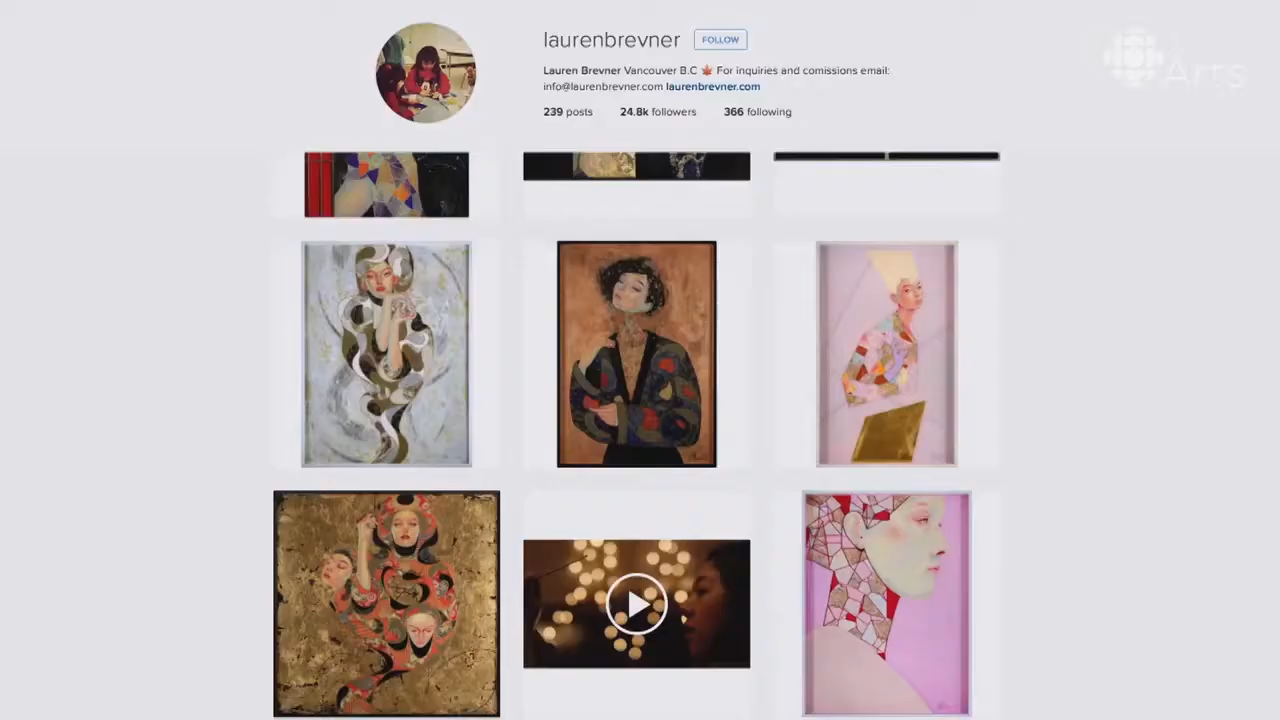 laurenbrevner FOLLOW
Lauren Brevner Vancouver B.C 🍁 For inquiries and comissions email:
info@laurenbrevner.com laurenbrevner.com
239 posts 24.8k followers 366 following
Arts